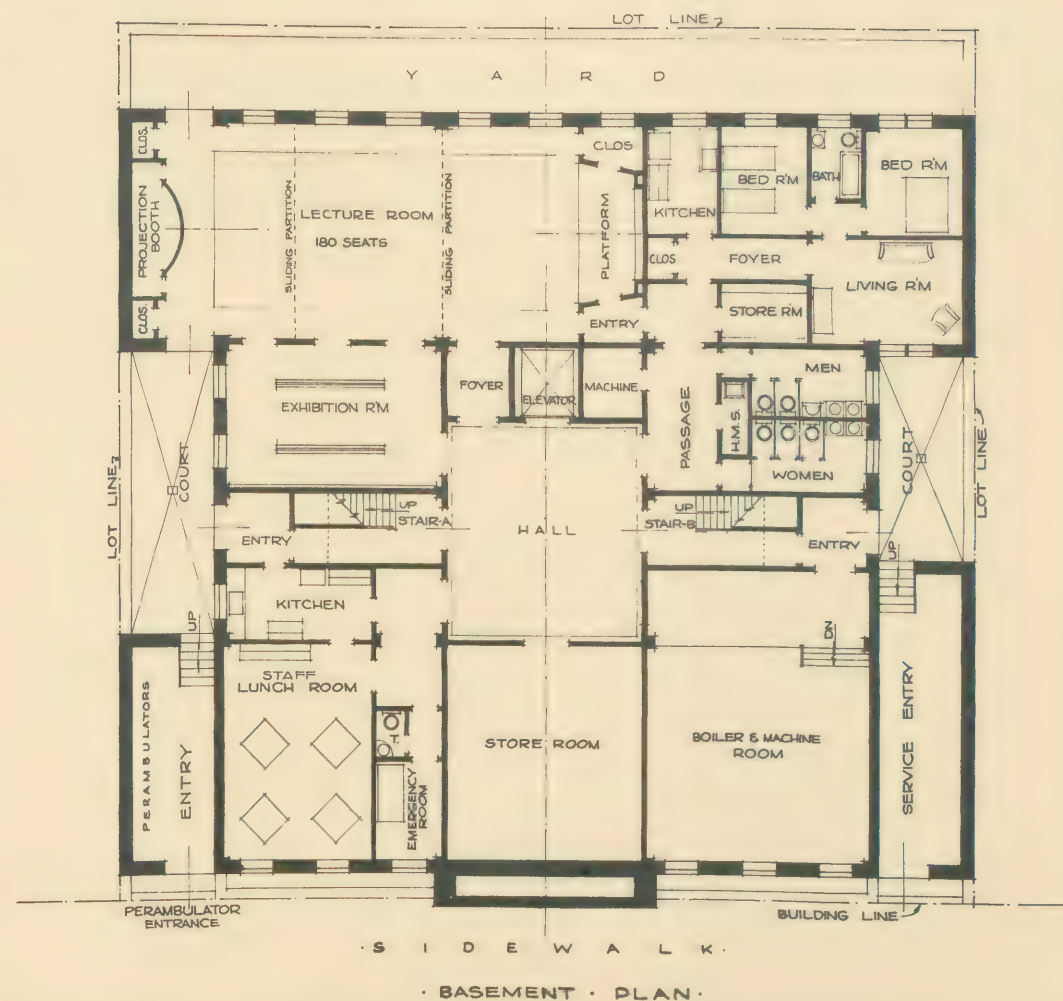 LOT LINE
Y A R D
CLOS.
PROJECTION
BOOTH
CLOS.
SLIDING PARTITION
LECTURE ROOM
180 SEATS
SLIDING PARTITION
CLOS
PLATFORM
ENTRY
KITCHEN
BED R'M
BATH
BED R'M
CLOS
FOYER
LIVING R'M
STORE R'M
EXHIBITION R'M
FOYER
ELEVATOR
MACHINE
PASSAGE
MEN
H.M.S.
WOMEN
LOT LINE
COURT
COURT
LOT LINE
UP
STAIR-A
ENTRY
HALL
UP
STAIR-B
ENTRY
UP
KITCHEN
UP
STAFF
LUNCH ROOM
DN
PERAMBULATORS
ENTRY
T.
EMERGENCY
ROOM
STORE ROOM
BOILER & MACHINE
ROOM
SERVICE ENTRY
PERAMBULATOR
ENTRANCE
BUILDING LINE
· S I D E W A L K ·
· BASEMENT · PLAN ·